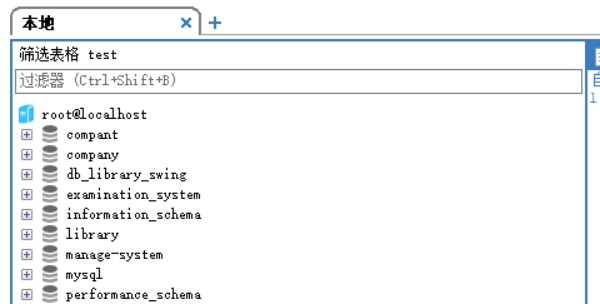 本地
筛选表格 test
过滤器 (Ctrl+Shift+B)
root@localhost
compant
company
db_library_swing
examination_system
information_schema
library
manage-system
mysql
performance_schema
1